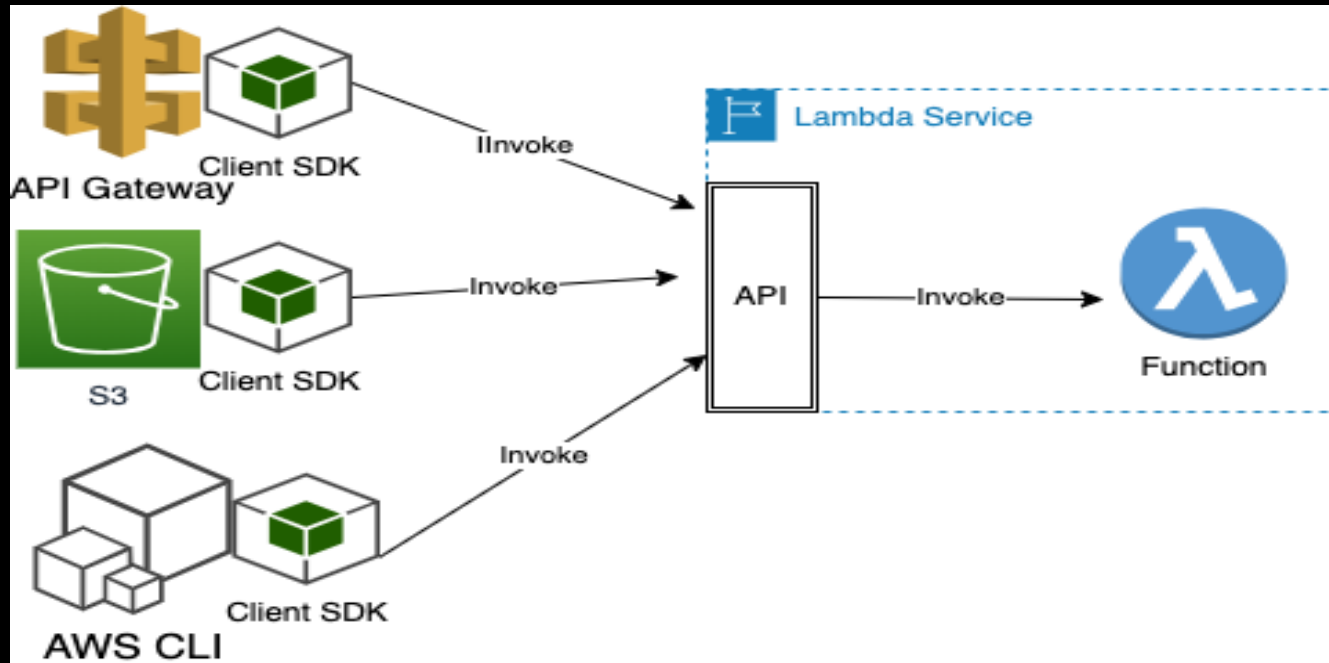 Client SDK
API Gateway
IInvoke
Lambda Service
S3
Client SDK
Invoke
API
Invoke
Function
Invoke
Client SDK
AWS CLI